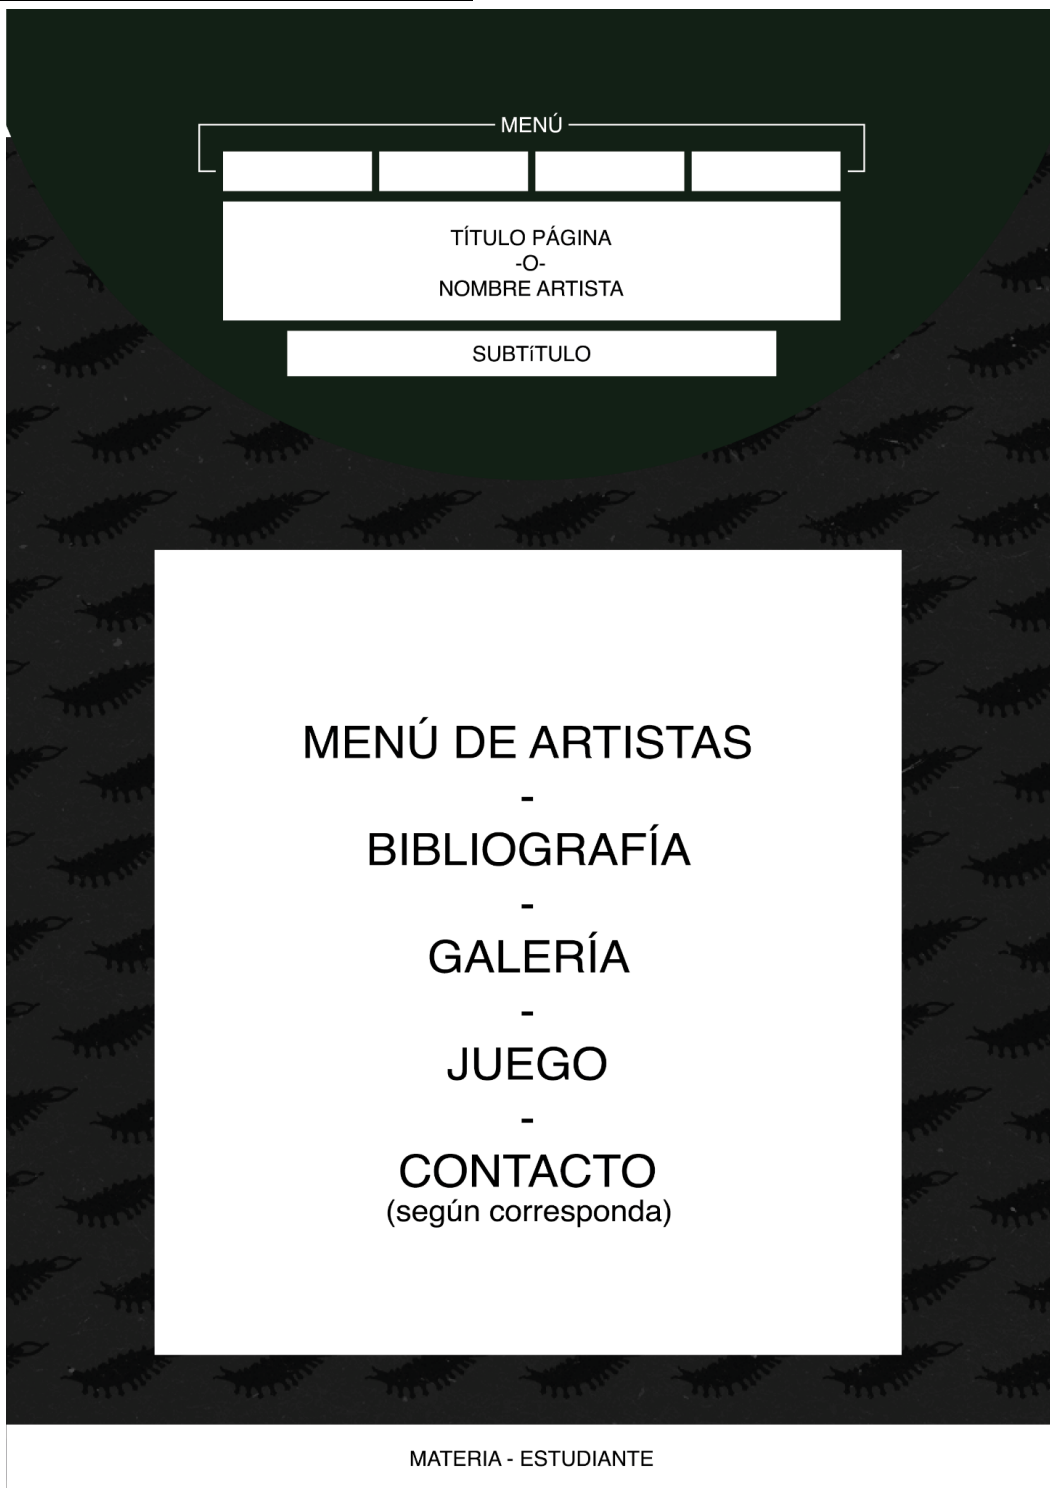 MENÚ
TÍTULO PÁGINA
-O-
NOMBRE ARTISTA
SUBTíTULO
MENÚ DE ARTISTAS
-
BIBLIOGRAFÍA
-
GALERÍA
-
JUEGO
-
CONTACTO
(según corresponda)
MATERIA - ESTUDIANTE